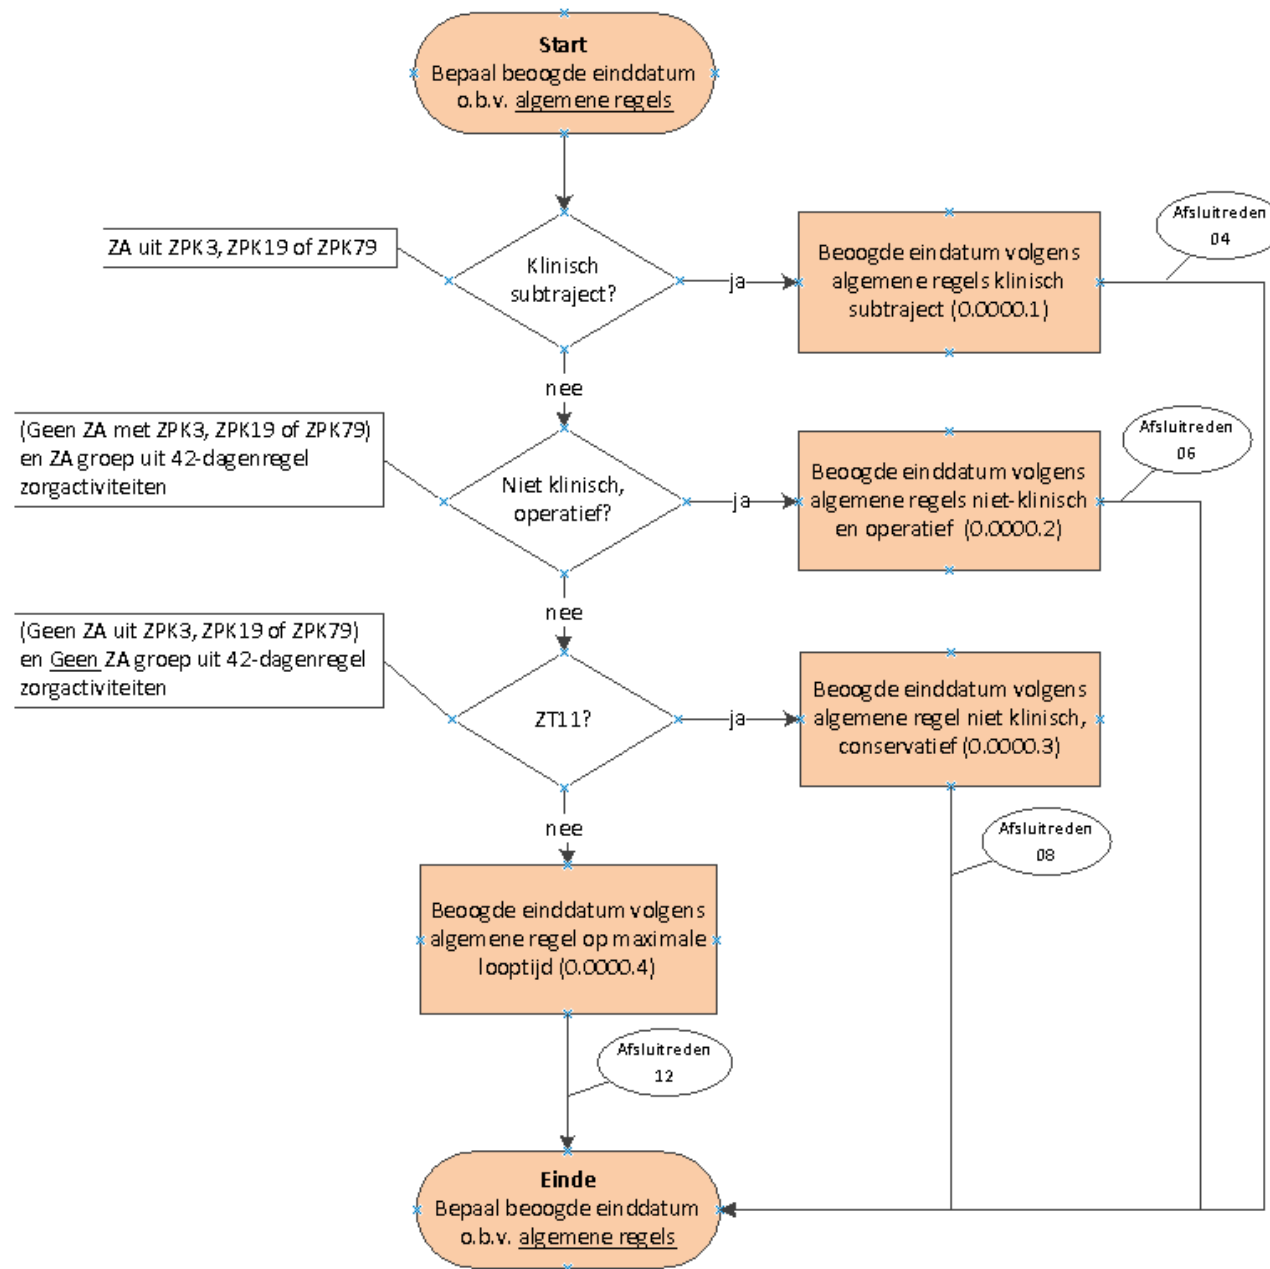 Start
Bepaal beoogde einddatum
o.b.v. algemene regels
ZA uit ZPK3, ZPK19 of ZPK79
Klinisch
subtraject?
ja
Beoogde eindatum volgens
algemene regels klinisch
subtraject (0.0000.1)
Afsluitreden
04
nee
(Geen ZA met ZPK3, ZPK19 of ZPK79)
en ZA groep uit 42-dagenregel
zorgactiviteiten
Niet klinisch,
operatief?
ja
Beoogde einddatum volgens
algemene regels niet-klinisch
en operatief (0.0000.2)
Afsluitreden
06
nee
(Geen ZA uit ZPK3, ZPK19 of ZPK79)
en Geen ZA groep uit 42-dagenregel
zorgactiviteiten
ZT11?
ja
Beoogde einddatum volgens
algemene regel niet klinisch,
conservatief (0.0000.3)
Afsluitreden
08
nee
Beoogde einddatum volgens
algemene regel op maximale
looptijd (0.0000.4)
Afsluitreden
12
Einde
Bepaal beoogde einddatum
o.b.v. algemene regels